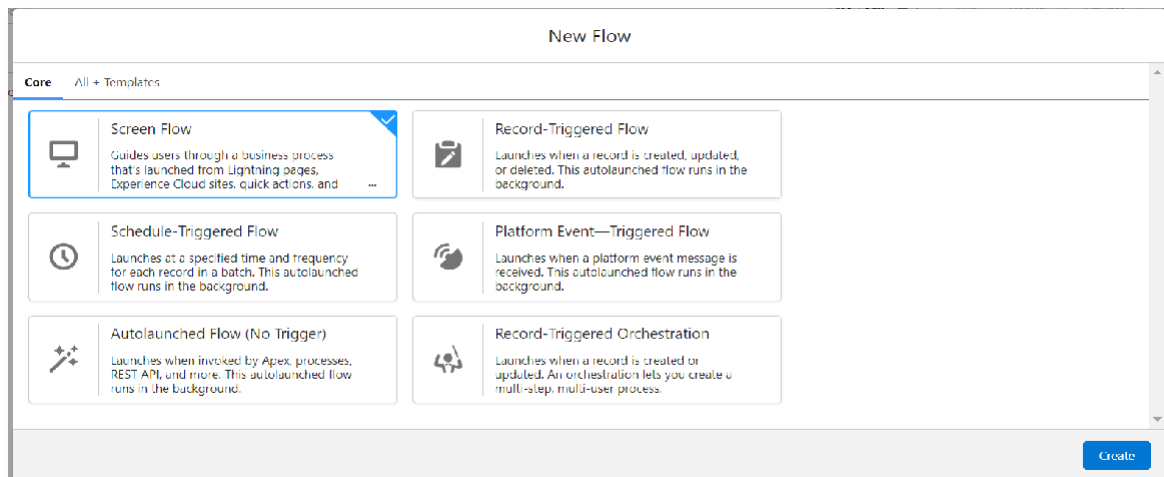 New Flow
Core All + Templates
Screen Flow
Guides users through a business process
that's launched from Lightning pages,
Experience Cloud sites, quick actions, and ...
Record-Triggered Flow
Launches when a record is created, updated,
or deleted. This autolaunched flow runs in the
background.
Schedule-Triggered Flow
Launches at a specified time and frequency
for each record in a batch. This autolaunched
flow runs in the background.
Platform Event—Triggered Flow
Launches when a platform event message is
received. This autolaunched flow runs in the
background.
Autolaunched Flow (No Trigger)
Launches when invoked by Apex, processes,
REST API, and more. This autolaunched flow
runs in the background.
Record-Triggered Orchestration
Launches when a record is created or
updated. An orchestration lets you create a
multi-step, multi-user process.
Create